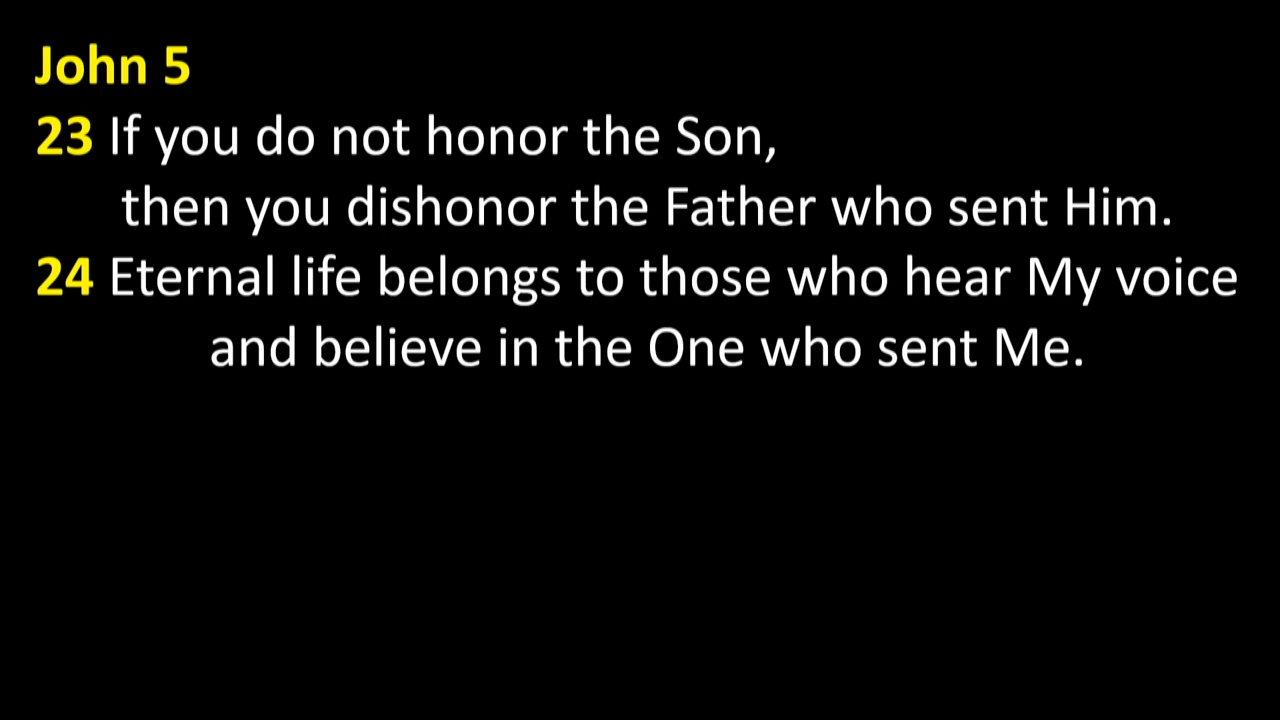 John 5
23 If you do not honor the Son,
then you dishonor the Father who sent Him.
24 Eternal life belongs to those who hear My voice
and believe in the One who sent Me.